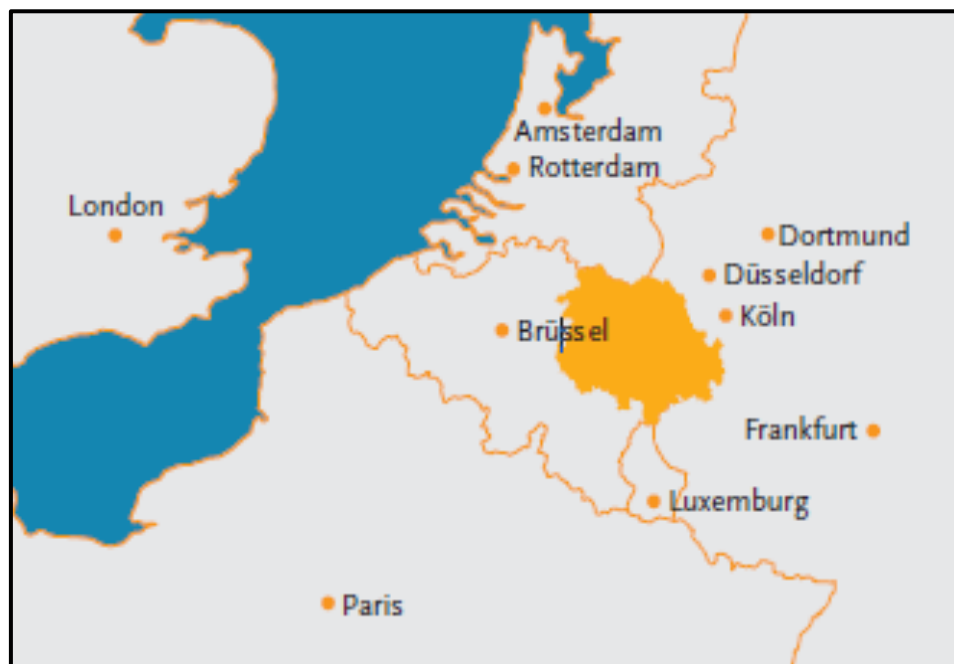 Amsterdam
Rotterdam
London
Dortmund
Düsseldorf
Köln
Brüssel
Frankfurt
Luxemburg
Paris